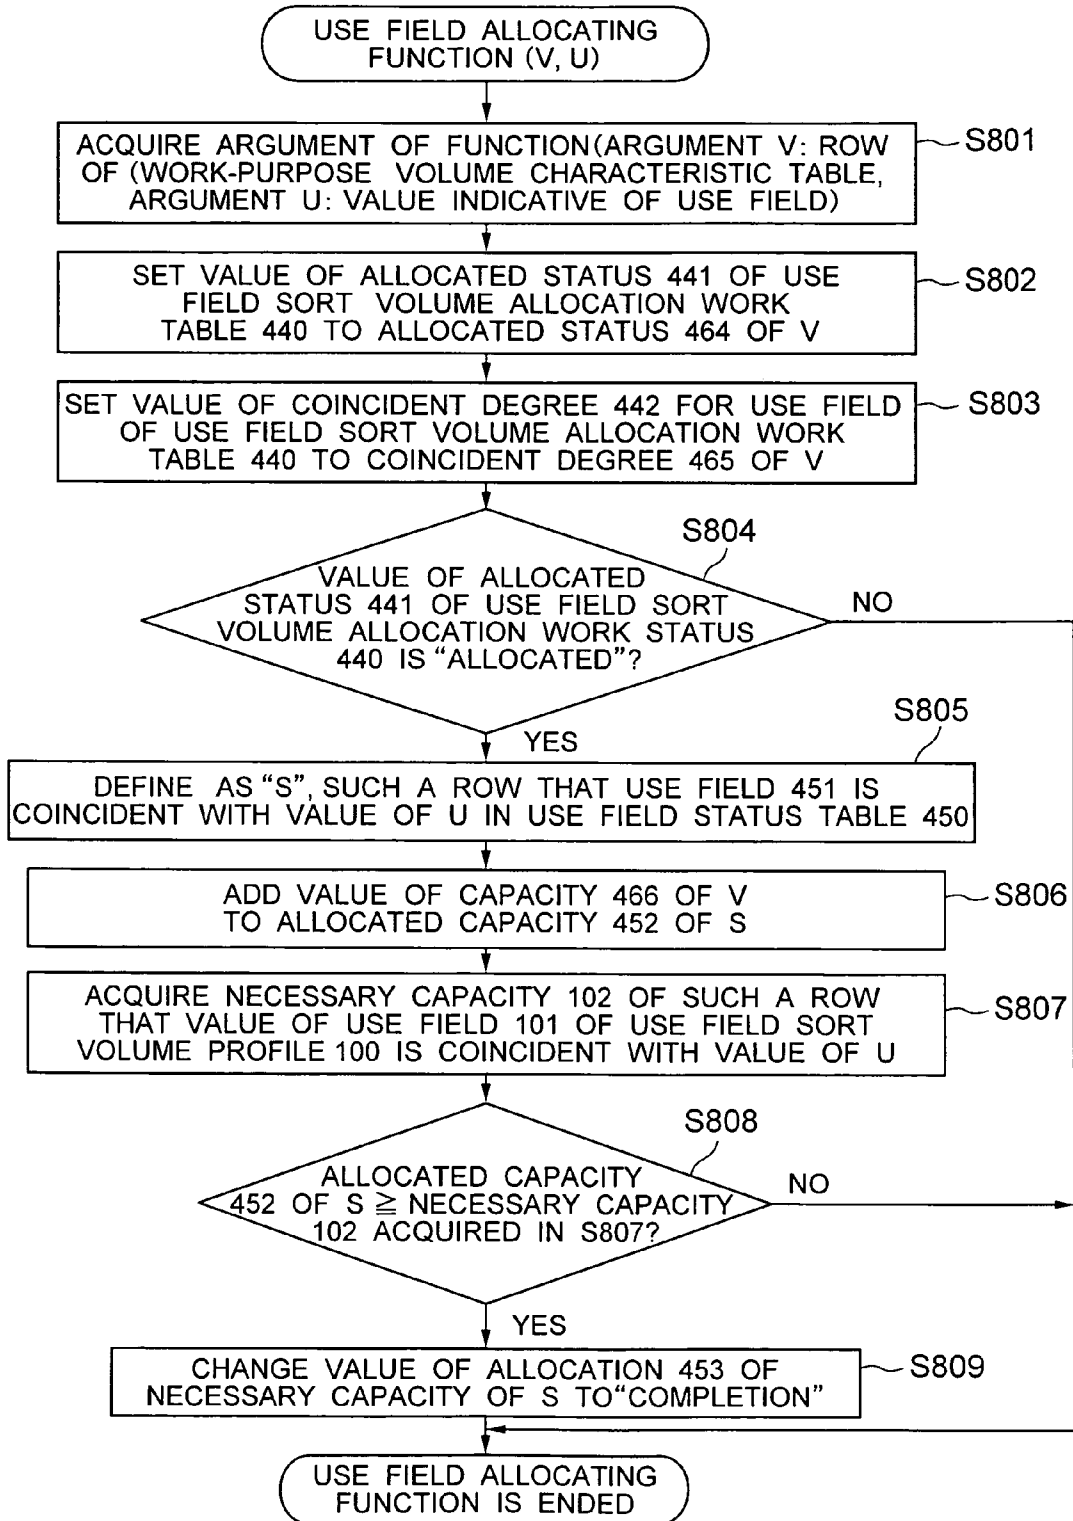 USE FIELD ALLOCATING
FUNCTION (V, U)
ACQUIRE ARGUMENT OF FUNCTION(ARGUMENT V: ROW
OF (WORK-PURPOSE VOLUME CHARACTERISTIC TABLE,
ARGUMENT U: VALUE INDICATIVE OF USE FIELD)
S801
SET VALUE OF ALLOCATED STATUS 441 OF USE
FIELD SORT VOLUME ALLOCATION WORK
TABLE 440 TO ALLOCATED STATUS 464 OF V
S802
SET VALUE OF COINCIDENT DEGREE 442 FOR USE FIELD
OF USE FIELD SORT VOLUME ALLOCATION WORK
TABLE 440 TO COINCIDENT DEGREE 465 OF V
S803
S804
VALUE OF ALLOCATED
STATUS 441 OF USE FIELD SORT
VOLUME ALLOCATION WORK STATUS
440 IS "ALLOCATED"?
NO
YES
S805
DEFINE AS "S", SUCH A ROW THAT USE FIELD 451 IS
COINCIDENT WITH VALUE OF U IN USE FIELD STATUS TABLE 450
ADD VALUE OF CAPACITY 466 OF V
TO ALLOCATED CAPACITY 452 OF S
S806
ACQUIRE NECESSARY CAPACITY 102 OF SUCH A ROW
THAT VALUE OF USE FIELD 101 OF USE FIELD SORT
VOLUME PROFILE 100 IS COINCIDENT WITH VALUE OF U
S807
S808
ALLOCATED CAPACITY
452 OF S ≧ NECESSARY CAPACITY
102 ACQUIRED IN S807?
NO
YES
CHANGE VALUE OF ALLOCATION 453 OF
NECESSARY CAPACITY OF S TO "COMPLETION"
S809
USE FIELD ALLOCATING
FUNCTION IS ENDED